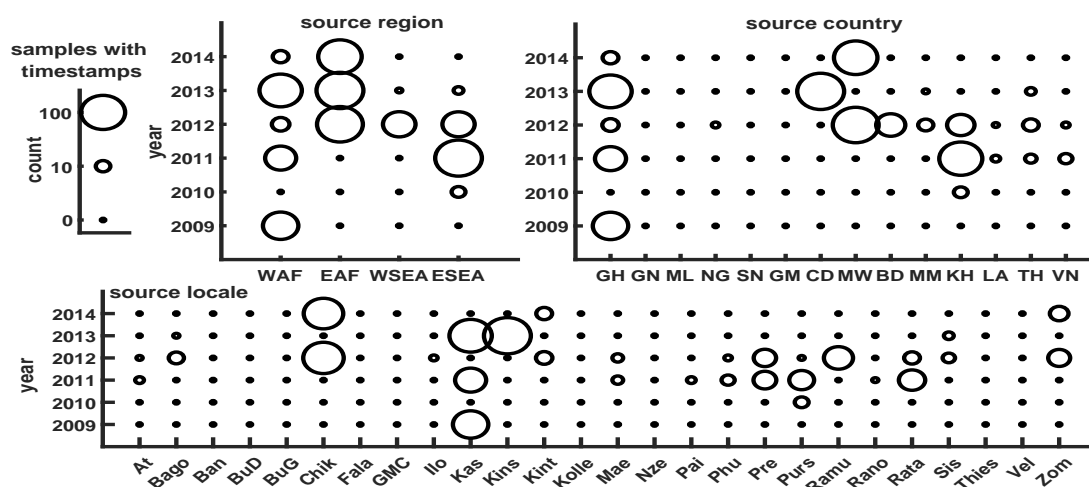 samples with
timestamps
100
10
0
count
source region
year
2014
2013
2012
2011
2010
2009
WAF EAF WSEA ESEA
source country
2014
2013
2012
2011
2010
2009
GH GN ML NG SN GM CD MW BD MM KH LA TH VN
source locale
year
2014
2013
2012
2011
2010
2009
At Bago Ban BuD BuG Chik Fala GMC Ilo Kas Kins Kint Kolle Mae Nze Pai Phu Pre Purs Ramu Rano Rata Sis Thies Vel Zom